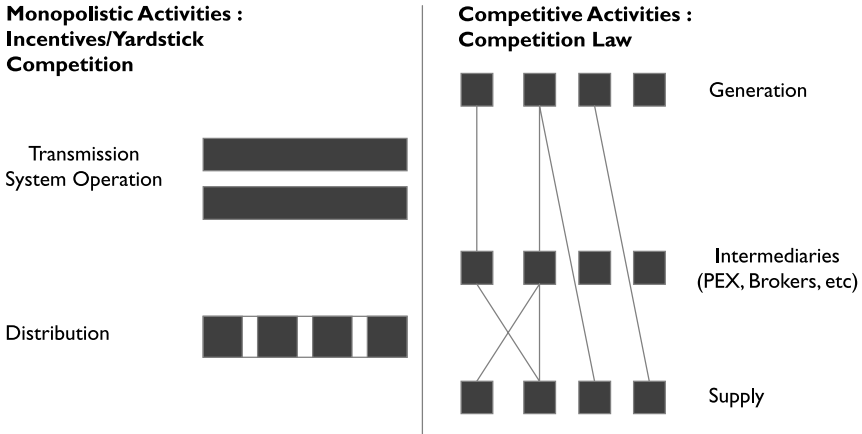 Monopolistic Activities :
Incentives/Yardstick
Competition
Transmission
System Operation
Distribution
Competitive Activities :
Competition Law
Generation
Intermediaries
(PEX, Brokers, etc)
Supply